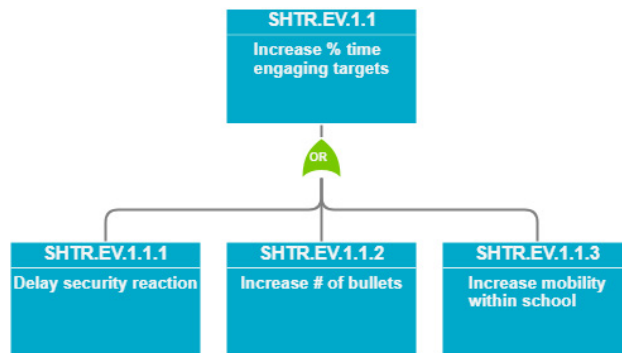 SHTR.EV.1.1
Increase % time
engaging targets
OR
SHTR.EV.1.1.1
Delay security reaction
SHTR.EV.1.1.2
Increase # of bullets
SHTR.EV.1.1.3
Increase mobility
within school